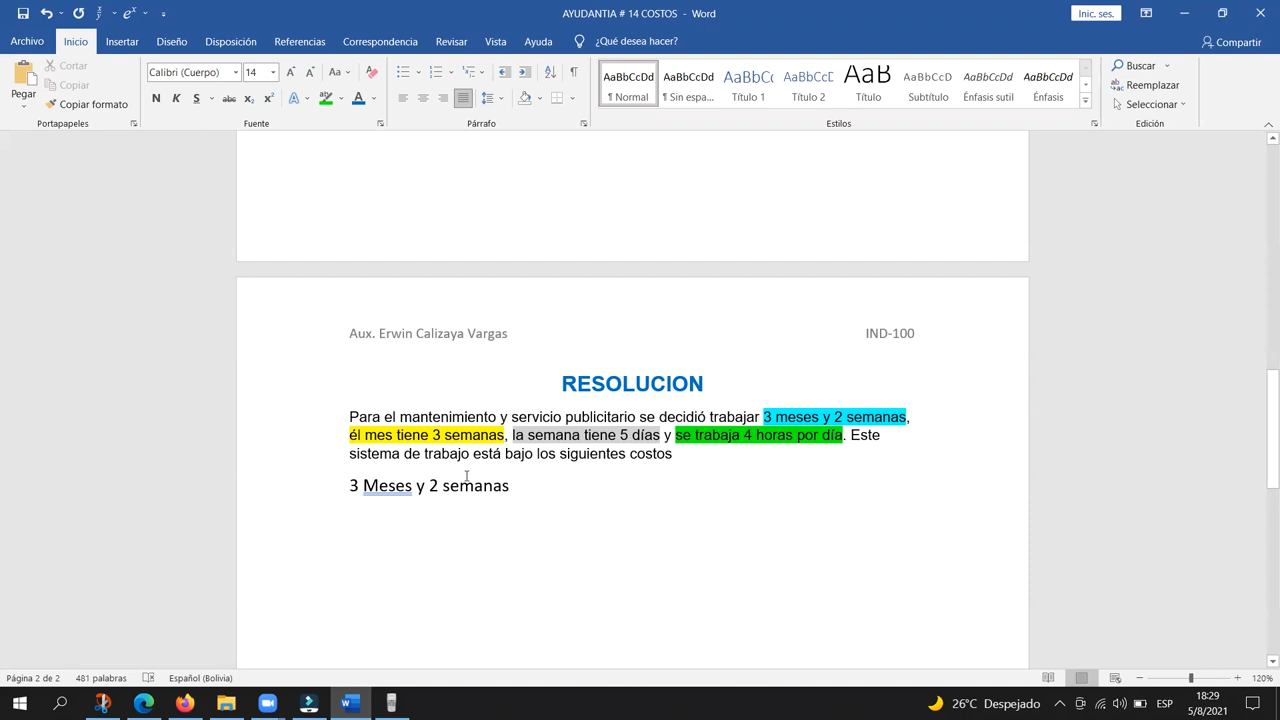 AYUDANTIA # 14 COSTOS - Word
Inic. ses.
Archivo Inicio Insertar Diseño Disposición Referencias Correspondencia Revisar Vista Ayuda ¿Qué desea hacer? Compartir
Pegar
Cortar
Copiar
Copiar formato
Portapapeles
Calibri (Cuerpo) 14
Aa
N K S abc x₂ x²
Fuente
Párrafo
AaBbCcDd AaBbCcDd AaBbCc AaBbCcD AaB AaBbCcD AaBbCcDd AaBbCcDd
¶ Normal ¶ Sin espa... Título 1 Título 2 Título Subtítulo Énfasis sutil Énfasis
Estilos
Buscar
Reemplazar
Seleccionar
Edición
Aux. Erwin Calizaya Vargas IND-100
RESOLUCION
Para el mantenimiento y servicio publicitario se decidió trabajar 3 meses y 2 semanas,
él mes tiene 3 semanas, la semana tiene 5 días y se trabaja 4 horas por día. Este
sistema de trabajo está bajo los siguientes costos
3 Meses y 2 semanas
Página 2 de 2 481 palabras Español (Bolivia) 120%
26°C Despejado ESP 18:29
5/8/2021